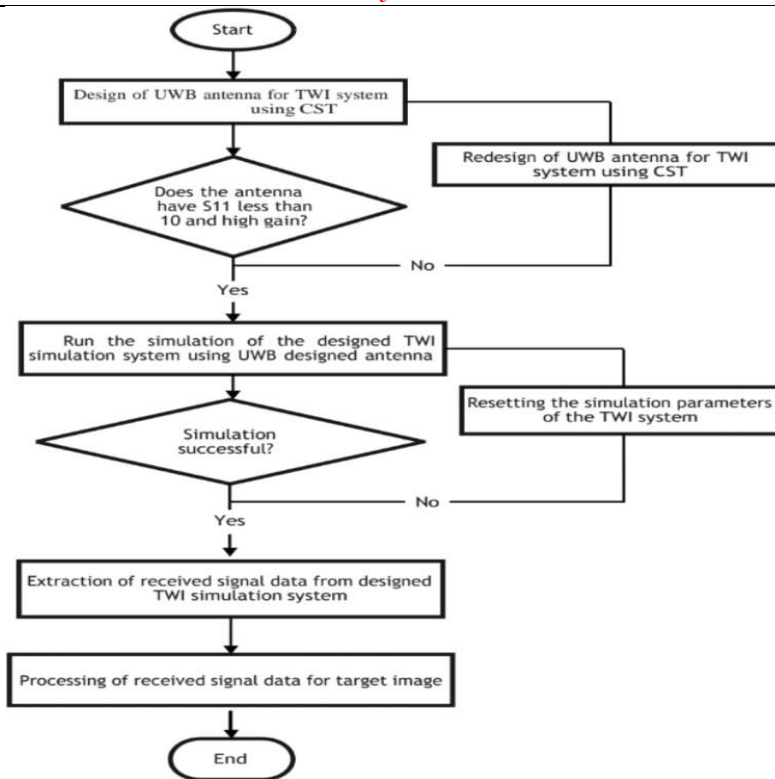 Start
Design of UWB antenna for TWI system
using CST
Redesign of UWB antenna for TWI
system using CST
Does the antenna
have S11 less than
10 and high gain?
No
Yes
Run the simulation of the designed TWI
simulation system using UWB designed antenna
Resetting the simulation parameters
of the TWI system
Simulation
successful?
No
Yes
Extraction of received signal data from designed
TWI simulation system
Processing of received signal data for target image
End